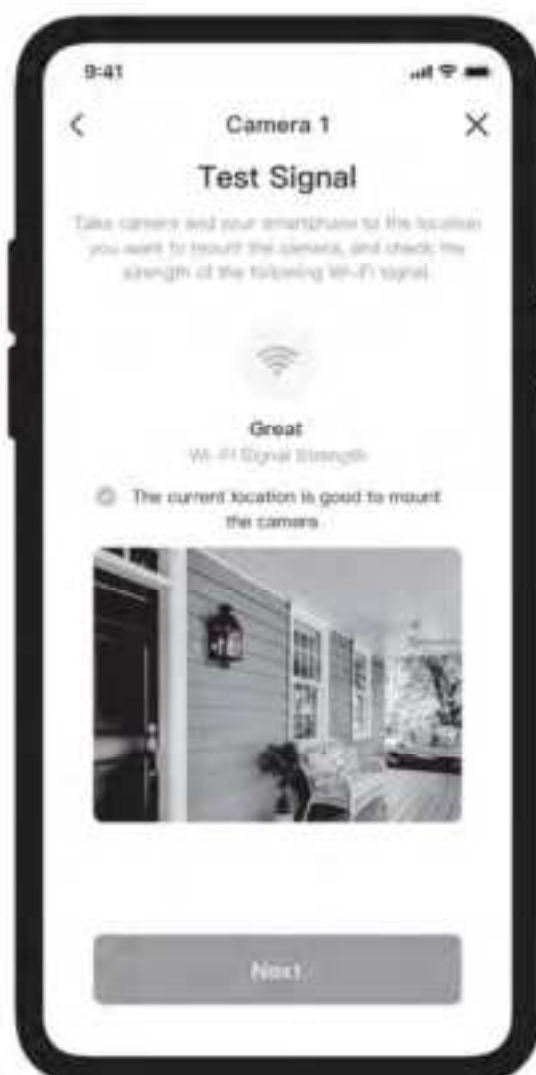 9:41
Camera 1
Test Signal
Take camera and your smartphone to the location
you want to mount the camera, and check the
strength of the following Wi-Fi signal.
Great
Wi-Fi Signal Strength
The current location is good to mount
the camera
Next